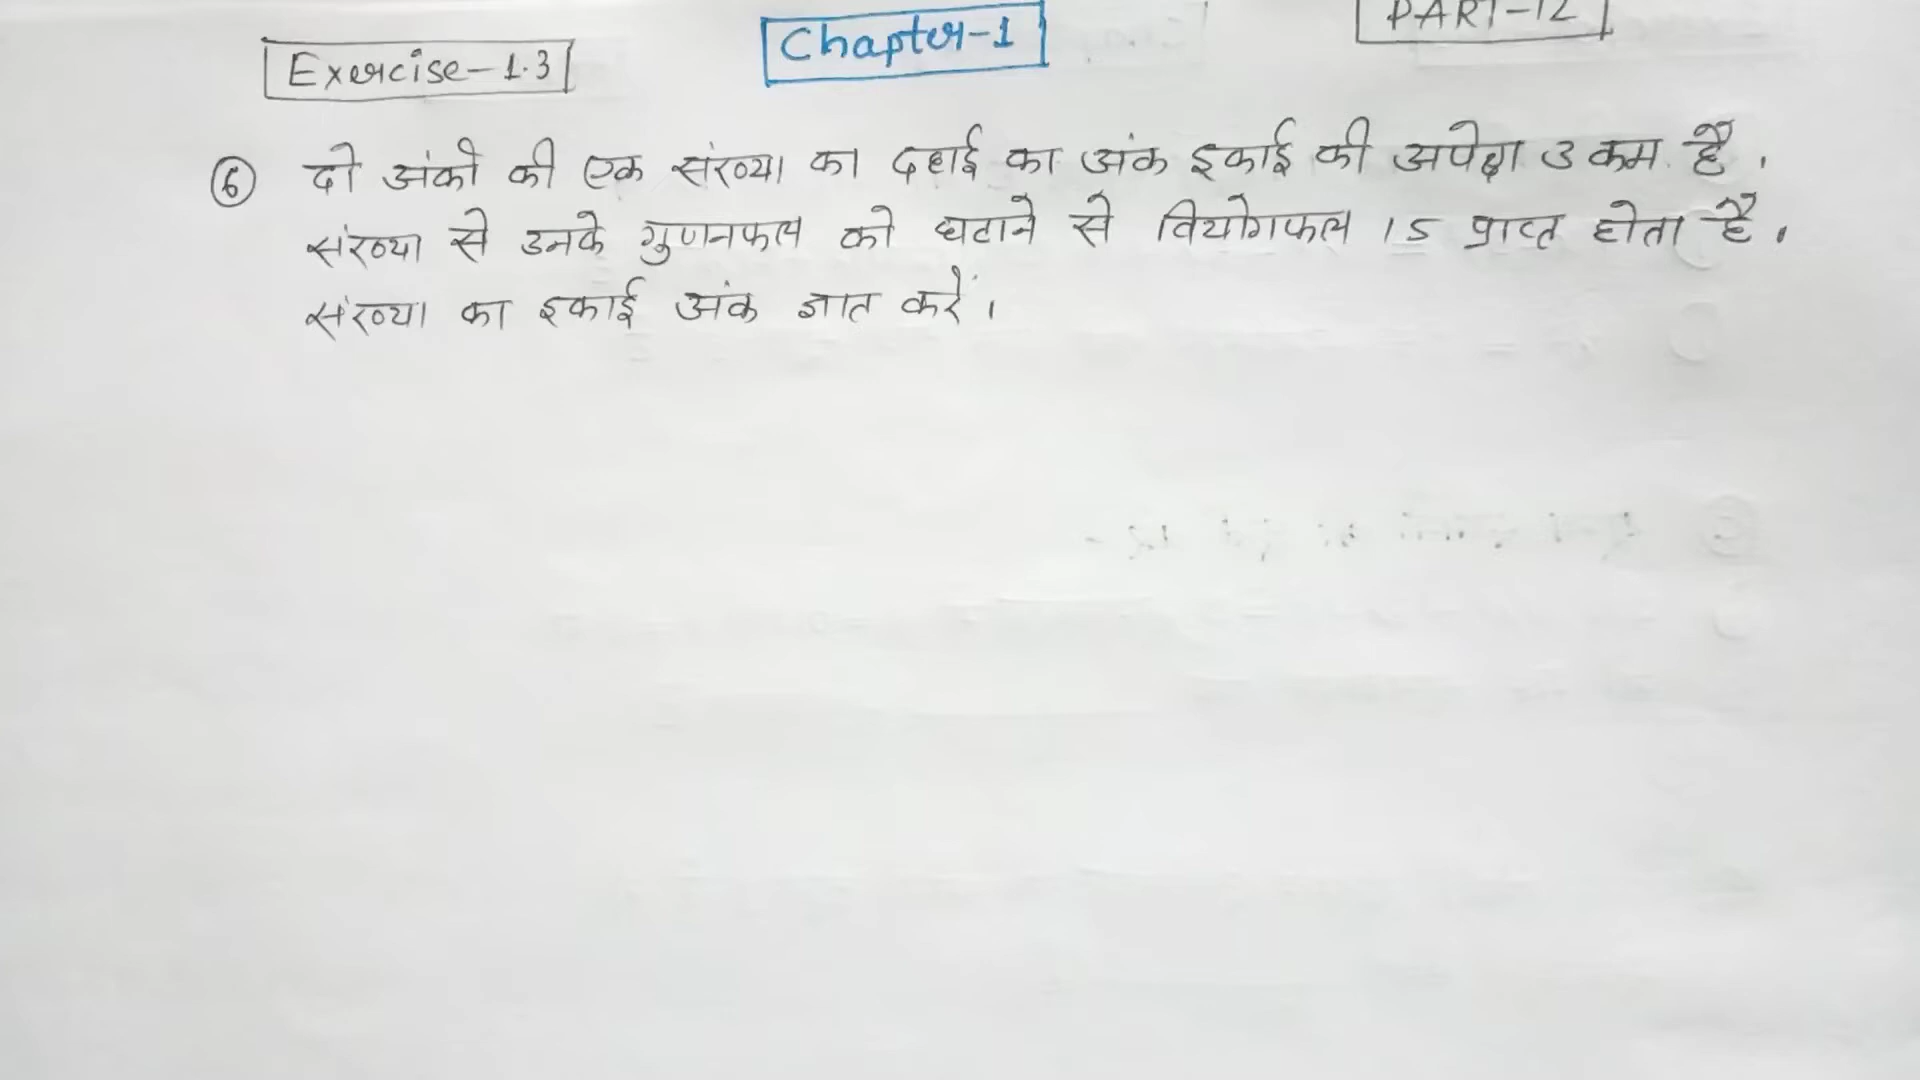 PART-12
Chapter-1
Exercise-1.3
⑥ दो अंको की एक संख्या का दहाई का अंक इकाई की अपेक्षा 3 कम है.
संख्या से उनके गुणनफल को घटाने से वियोगफल 15 प्राप्त होता है.
संख्या का इकाई अंक ज्ञात करें।